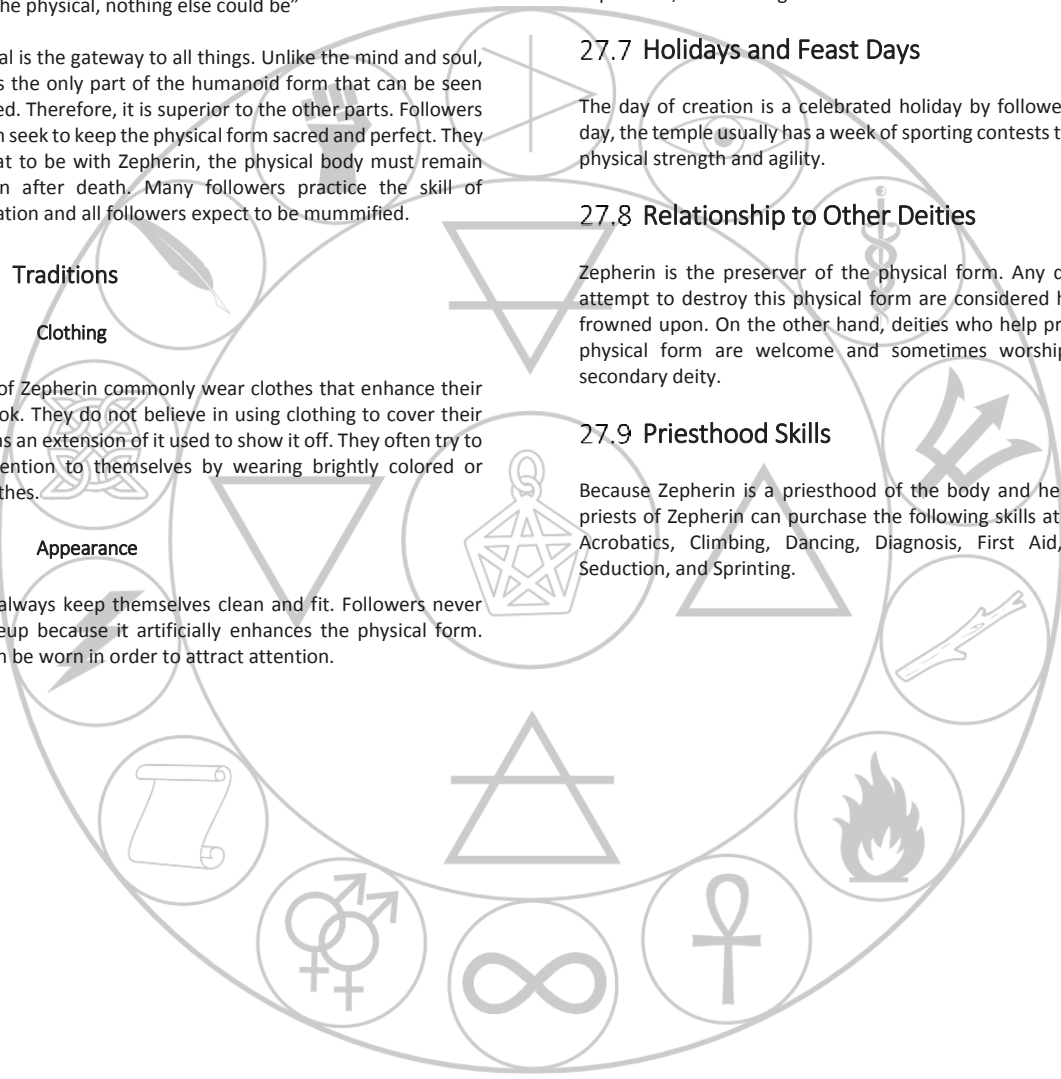 he physical, nothing else could be”
al is the gateway to all things. Unlike the mind and soul,
s the only part of the humanoid form that can be seen
ed. Therefore, it is superior to the other parts. Followers
n seek to keep the physical form sacred and perfect. They
at to be with Zepherin, the physical body must remain
n after death. Many followers practice the skill of
ation and all followers expect to be mummified.
Traditions
Clothing
of Zepherin commonly wear clothes that enhance their
ok. They do not believe in using clothing to cover their
as an extension of it used to show it off. They often try to
ention to themselves by wearing brightly colored or
thes.
Appearance
always keep themselves clean and fit. Followers never
eup because it artificially enhances the physical form.
n be worn in order to attract attention.
27.7 Holidays and Feast Days
The day of creation is a celebrated holiday by followe
day, the temple usually has a week of sporting contests t
physical strength and agility.
27.8 Relationship to Other Deities
Zepherin is the preserver of the physical form. Any d
attempt to destroy this physical form are considered h
frowned upon. On the other hand, deities who help pr
physical form are welcome and sometimes worship
secondary deity.
27.9 Priesthood Skills
Because Zepherin is a priesthood of the body and he
priests of Zepherin can purchase the following skills at
Acrobatics, Climbing, Dancing, Diagnosis, First Aid,
Seduction, and Sprinting.